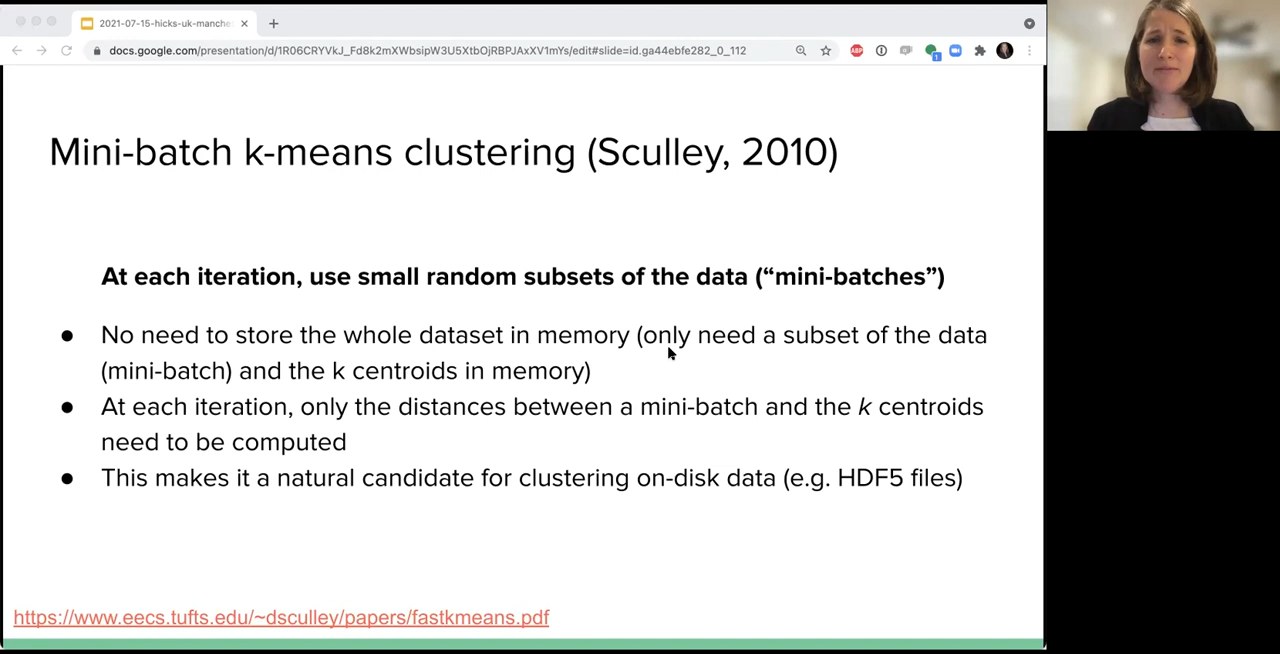 2021-07-15-hicks-uk-manche
docs.google.com/presentation/d/1R06CRYVkJ_Fd8k2mXWbsipW3U5XtbOjRBPJAxXV1mYs/edit#slide=id.ga44ebfe282_0_112
ABP
1
Mini-batch k-means clustering (Sculley, 2010)
At each iteration, use small random subsets of the data (“mini-batches”)
● No need to store the whole dataset in memory (only need a subset of the data
(mini-batch) and the k centroids in memory)
● At each iteration, only the distances between a mini-batch and the k centroids
need to be computed
● This makes it a natural candidate for clustering on-disk data (e.g. HDF5 files)
https://www.eecs.tufts.edu/~dsculley/papers/fastkmeans.pdf